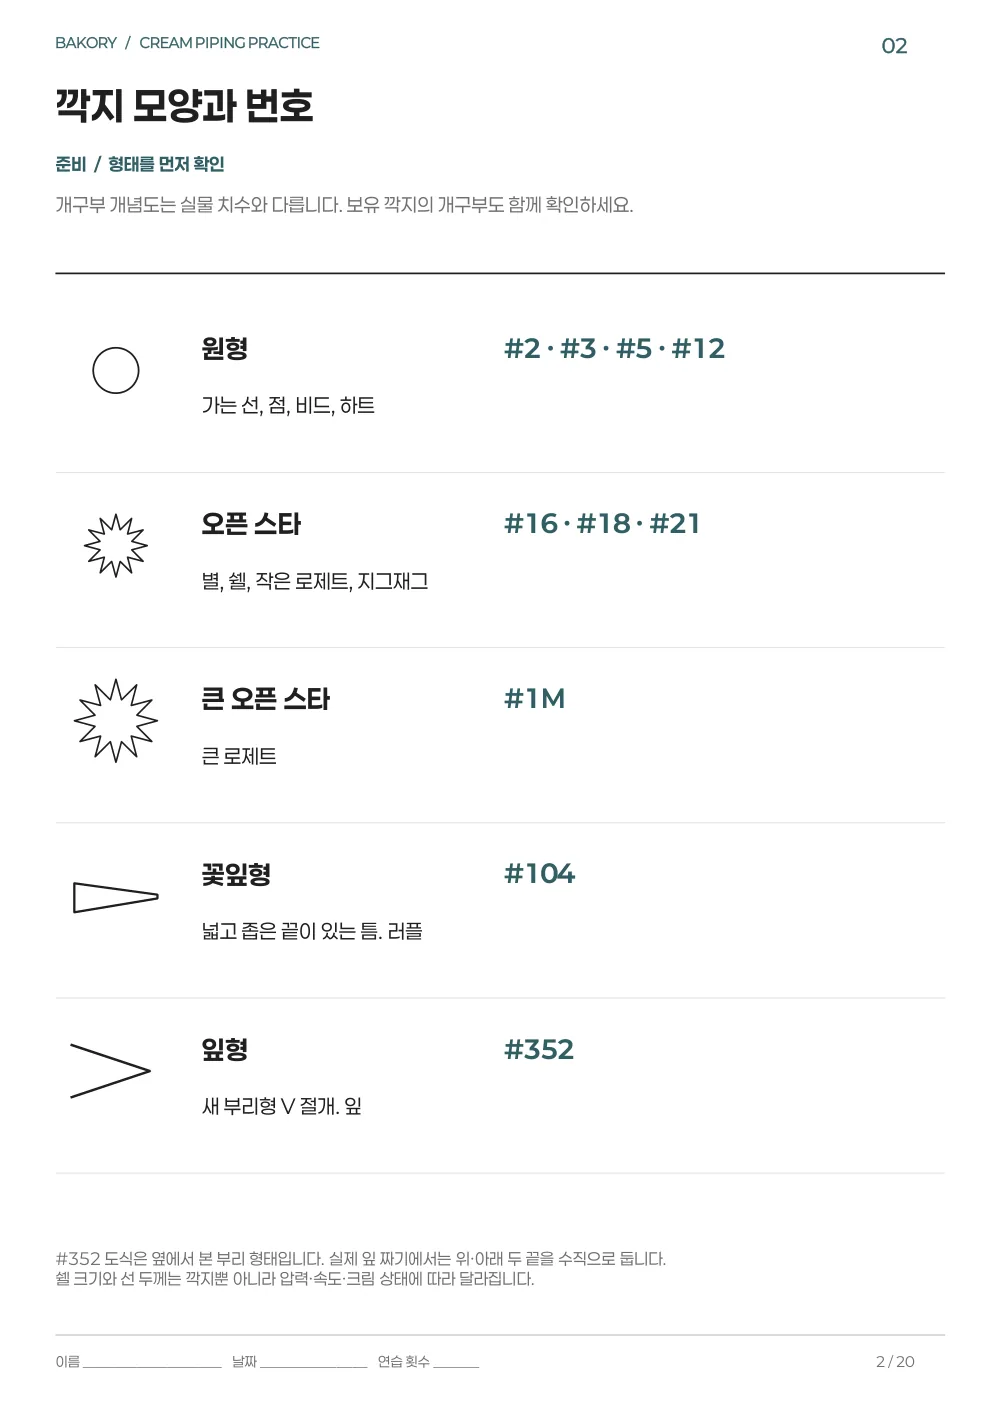 BAKORY / CREAM PIPING PRACTICE
02
깍지 모양과 번호
준비 / 형태를 먼저 확인
개구부 개념도는 실물 치수와 다릅니다. 보유 깍지의 개구부도 함께 확인하세요.
원형
#2 · #3 · #5 · #12
가는 선, 점, 비드, 하트
오픈 스타
#16 · #18 · #21
별, 쉘, 작은 로제트, 지그재그
큰 오픈 스타
#1M
큰 로제트
꽃잎형
#104
넓고 좁은 끝이 있는 틈. 러플
잎형
#352
새 부리형 V 절개. 잎
#352 도식은 옆에서 본 부리 형태입니다. 실제 잎 짜기에서는 위·아래 두 끝을 수직으로 둡니다.
쉘 크기와 선 두께는 깍지뿐 아니라 압력·속도·크림 상태에 따라 달라집니다.
이름 ____________________ 날짜 _______________ 연습 횟수 ______
2 / 20